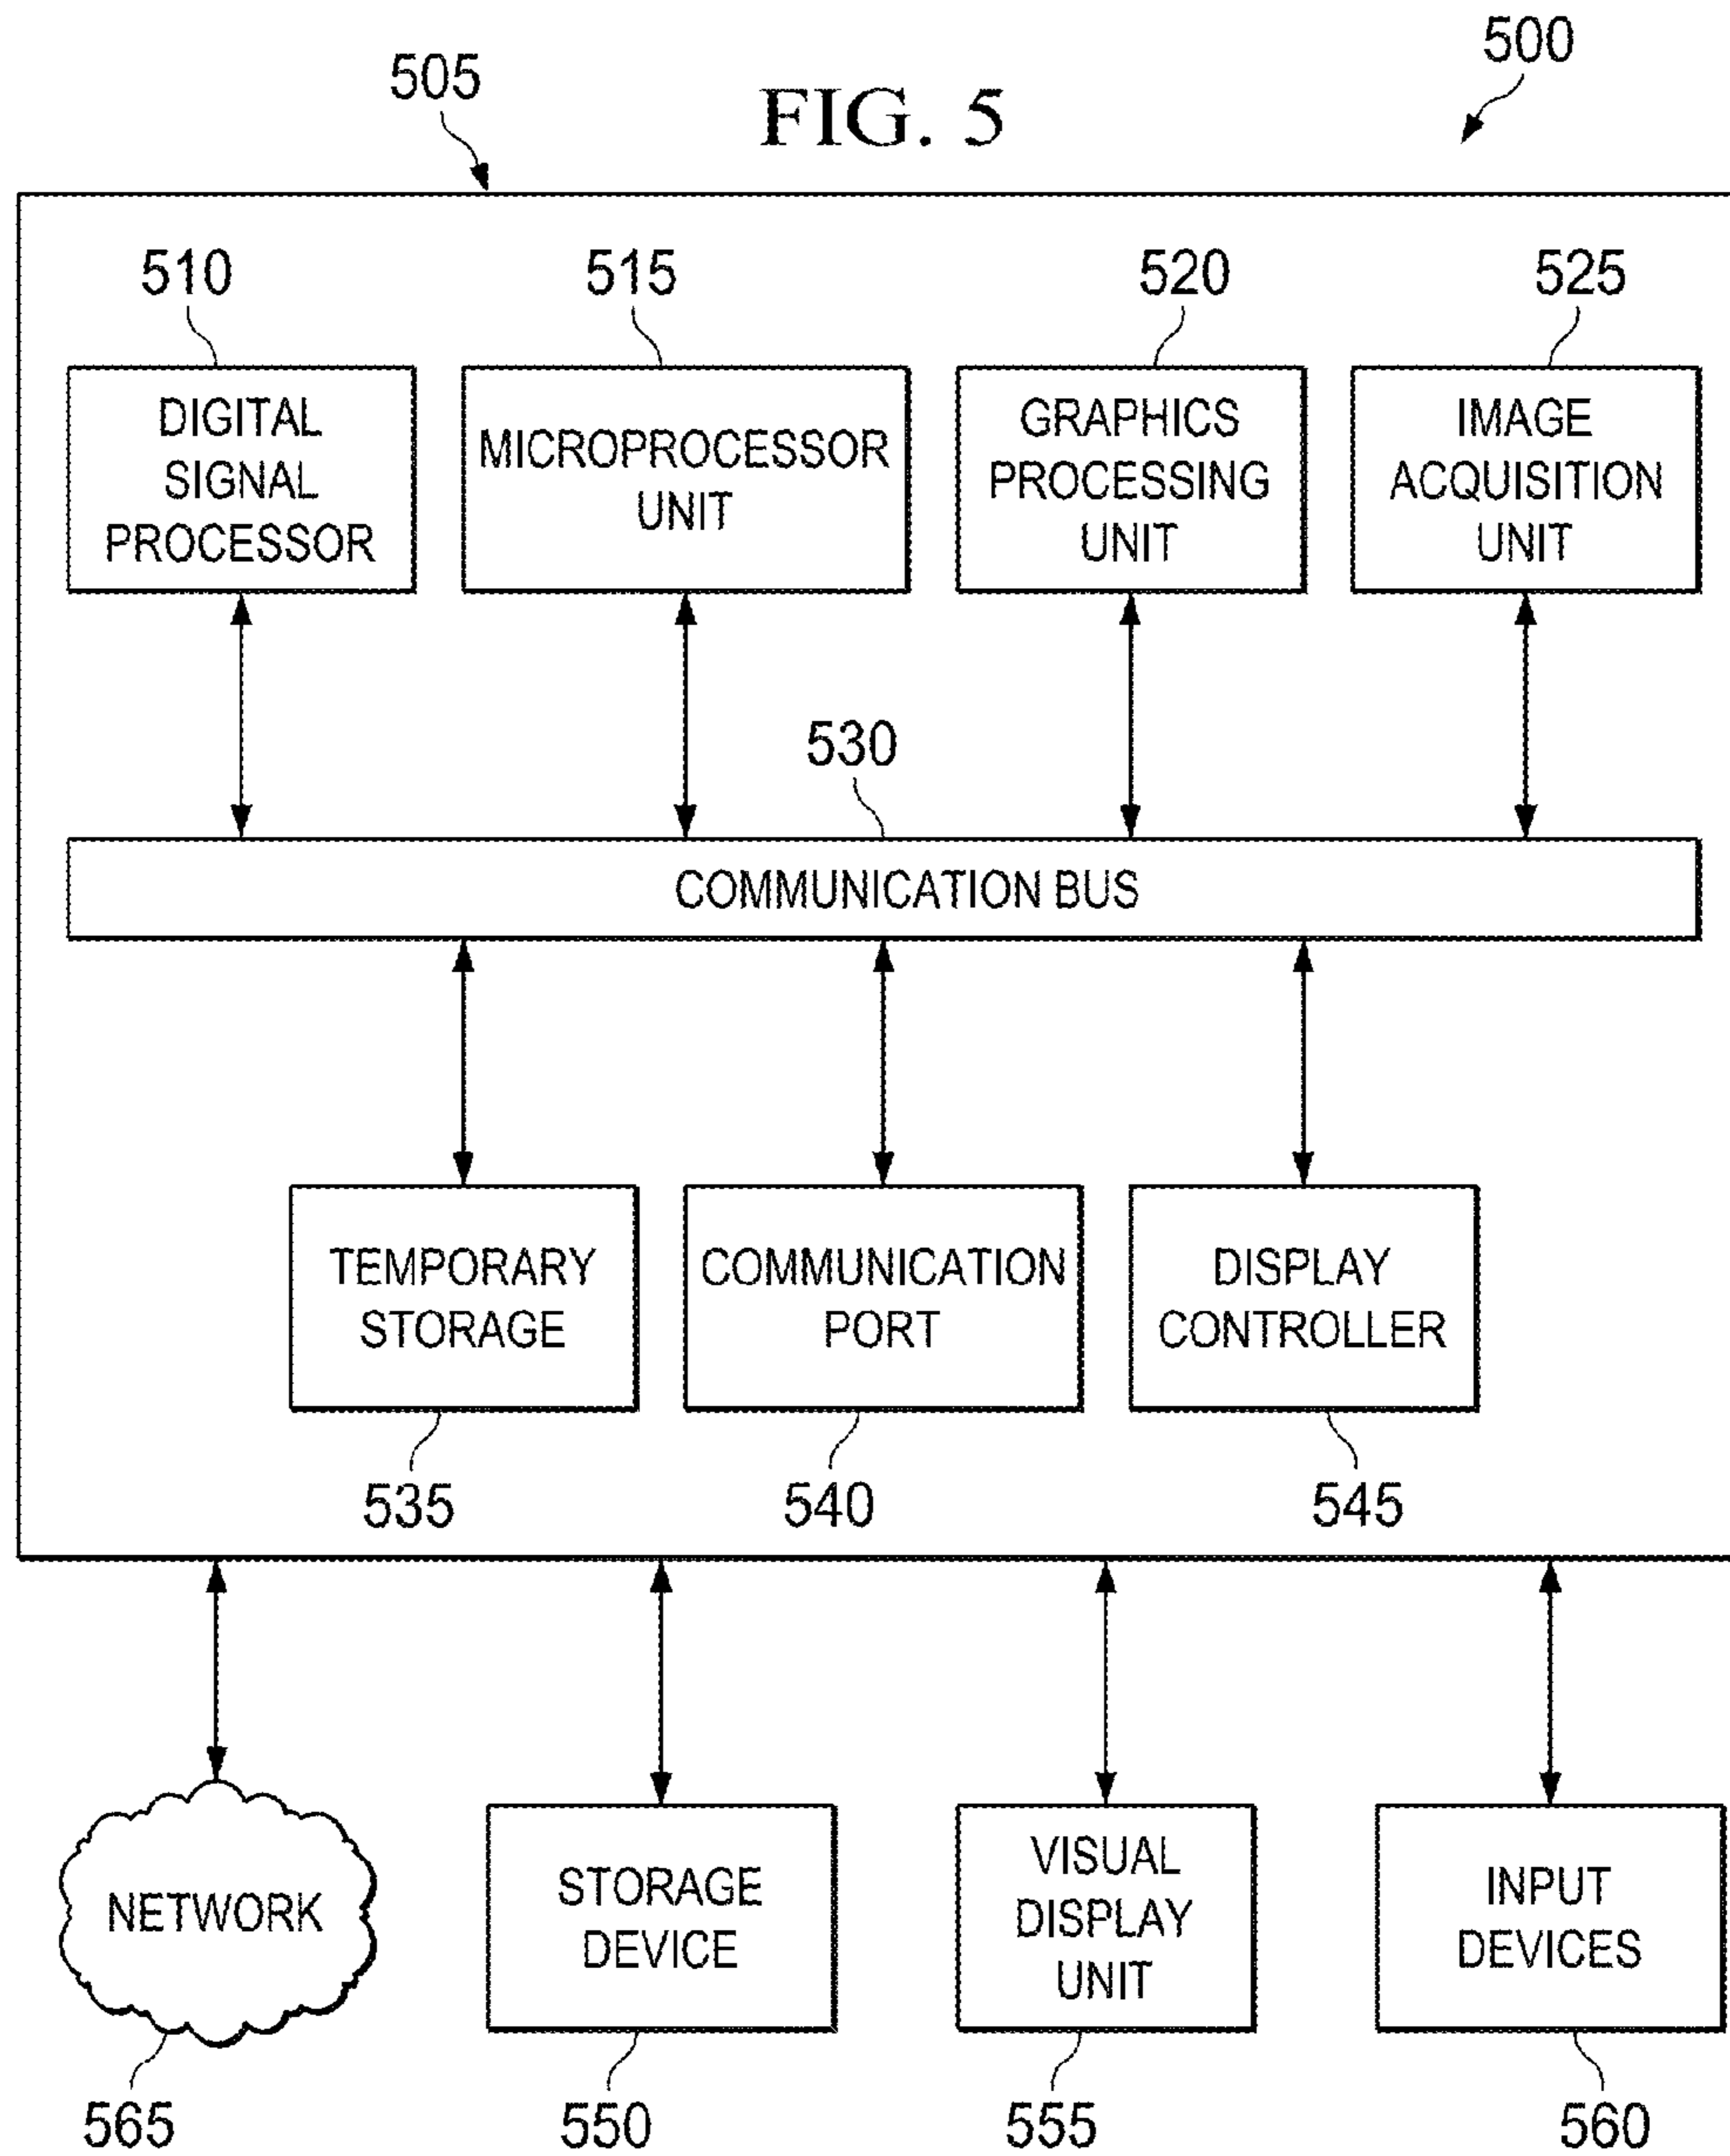 500
505
FIG. 5
510
515
520
525
DIGITAL
SIGNAL
PROCESSOR
MICROPROCESSOR
UNIT
GRAPHICS
PROCESSING
UNIT
IMAGE
ACQUISITION
UNIT
530
COMMUNICATION BUS
TEMPORARY
STORAGE
COMMUNICATION
PORT
DISPLAY
CONTROLLER
535
540
545
NETWORK
STORAGE
DEVICE
VISUAL
DISPLAY
UNIT
INPUT
DEVICES
565
550
555
560